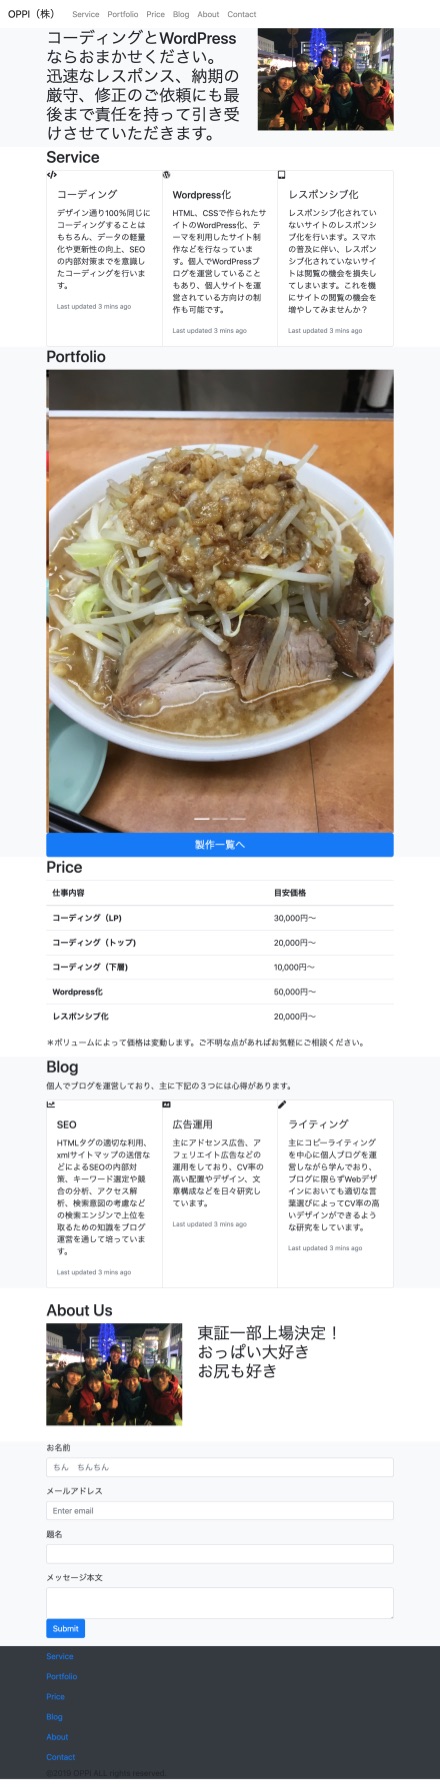 OPPI（株） Service Portfolio Price Blog About Contact
コーディングとWordPress
ならおまかせください。
迅速なレスポンス、納期の
厳守、修正のご依頼にも最
後まで責任を持って引き受
けさせていただきます。
Service
コーディング
デザイン通り100%同じに
コーディングすることは
もちろん、データの軽量
化や更新性の向上、SEO
の内部対策までを意識し
たコーディングを行いま
す。
Last updated 3 mins ago
Wordpress化
HTML、CSSで作られたサ
イトのWordPress化、テ
ーマを利用したサイト制
作などを行なっていま
す。個人でWordPressブ
ログを運営していること
もあり、個人サイトを運
営されている方向けの制
作も可能です。
Last updated 3 mins ago
レスポンシブ化
レスポンシブ化されてい
ないサイトのレスポンシ
ブ化を行います。スマホ
の普及に伴い、レスポン
シブ化されていないサイ
トは閲覧の機会を損失し
てしまいます。これを機
にサイトの閲覧の機会を
増やしてみませんか？
Last updated 3 mins ago
Portfolio
製作一覧へ
Price
仕事内容 目安価格
コーディング（LP) 30,000円〜
コーディング（トップ) 20,000円〜
コーディング（下層) 10,000円〜
Wordpress化 50,000円〜
レスポンシブ化 20,000円〜
＊ボリュームによって価格は変動します。ご不明な点があればお気軽にご相談ください。
Blog
個人でブログを運営しており、主に下記の３つには心得があります。
SEO
HTMLタグの適切な利用、
xmlサイトマップの送信な
どによるSEOの内部対
策、キーワード選定や競
合の分析、アクセス解
析、検索意図の考慮など
の検索エンジンで上位を
取るための知識をブログ
運営を通して培っていま
す。
Last updated 3 mins ago
広告運用
主にアドセンス広告、ア
フェリエイト広告などの
運用をしており、CV率の
高い配置やデザイン、文
章構成などを日々研究し
ています。
Last updated 3 mins ago
ライティング
主にコピーライティング
を中心に個人ブログを運
営しながら学んでおり、
ブログに限らずWebデザ
インにおいても適切な言
葉選びによってCV率の高
いデザインができるよう
な研究をしています。
Last updated 3 mins ago
About Us
東証一部上場決定！
おっぱい大好き
お尻も好き
お名前
ちん　ちんちん
メールアドレス
Enter email
題名
メッセージ本文
Submit
Service
Portfolio
Price
Blog
About
Contact
©2019 OPPI ALL rights reserved.